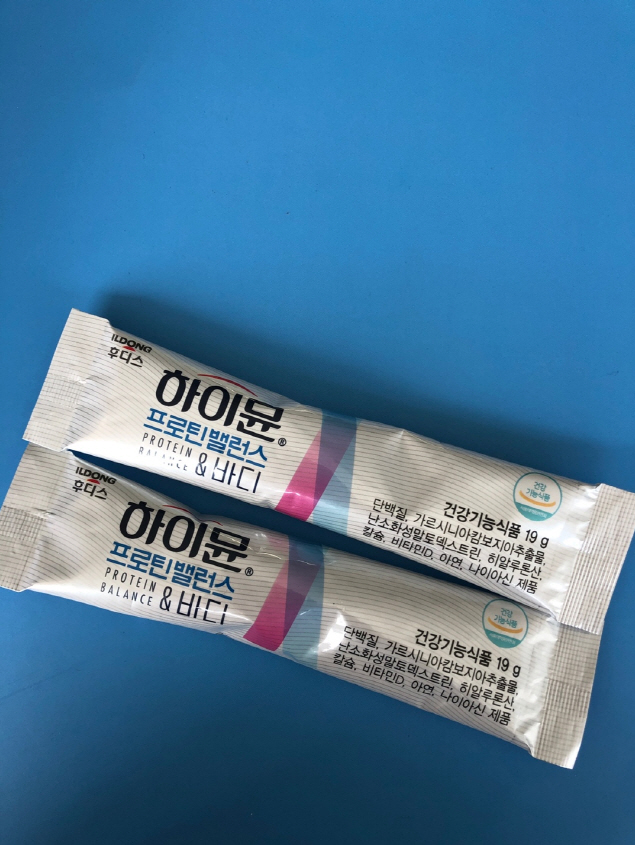 ILDONG
후디스
하이뮨®
프로틴밸런스
PROTEIN
BALANCE & 바디
건강
기능식품
건강기능식품 19 g
단백질, 가르시니아캄보지아추출물,
난소화성말토덱스트린, 히알루론산,
칼슘, 비타민D, 아연, 나이아신 제품
ILDONG
후디스
하이뮨®
프로틴밸런스
PROTEIN
BALANCE & 바디
건강
기능식품
건강기능식품 19 g
단백질, 가르시니아캄보지아추출물,
난소화성말토덱스트린, 히알루론산,
칼슘, 비타민D, 아연, 나이아신 제품